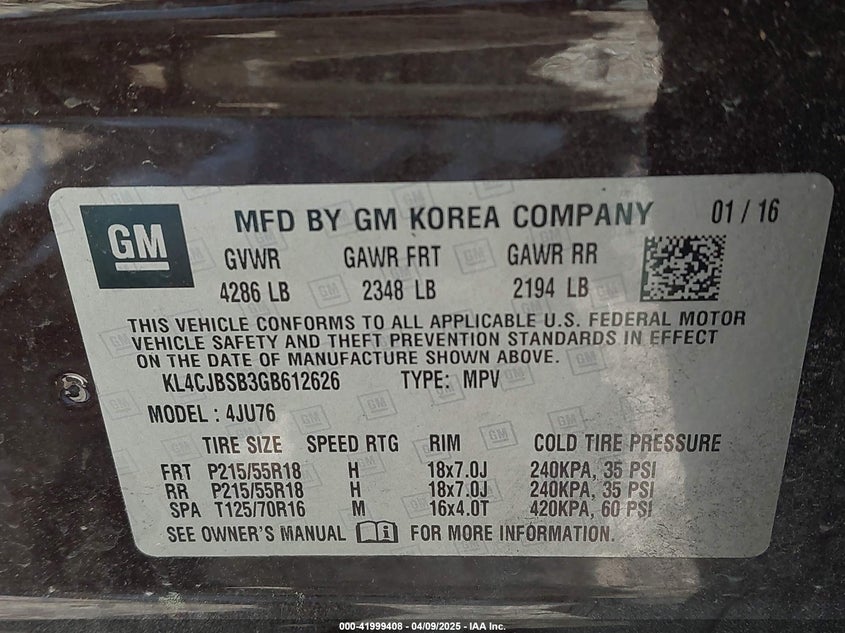 GM
MFD BY GM KOREA COMPANY 01 / 16
GVWR GAWR FRT GAWR RR
4286 LB 2348 LB 2194 LB
THIS VEHICLE CONFORMS TO ALL APPLICABLE U.S. FEDERAL MOTOR
VEHICLE SAFETY AND THEFT PREVENTION STANDARDS IN EFFECT
ON THE DATE OF MANUFACTURE SHOWN ABOVE.
KL4CJBSB3GB612626 TYPE: MPV
MODEL : 4JU76
TIRE SIZE SPEED RTG RIM COLD TIRE PRESSURE
FRT P215/55R18 H 18x7.0J 240KPA, 35 PSI
RR P215/55R18 H 18x7.0J 240KPA, 35 PSI
SPA T125/70R16 M 16x4.0T 420KPA, 60 PSI
SEE OWNER'S MANUAL FOR MORE INFORMATION.
000-41999408 - 04/09/2025 - IAA Inc.